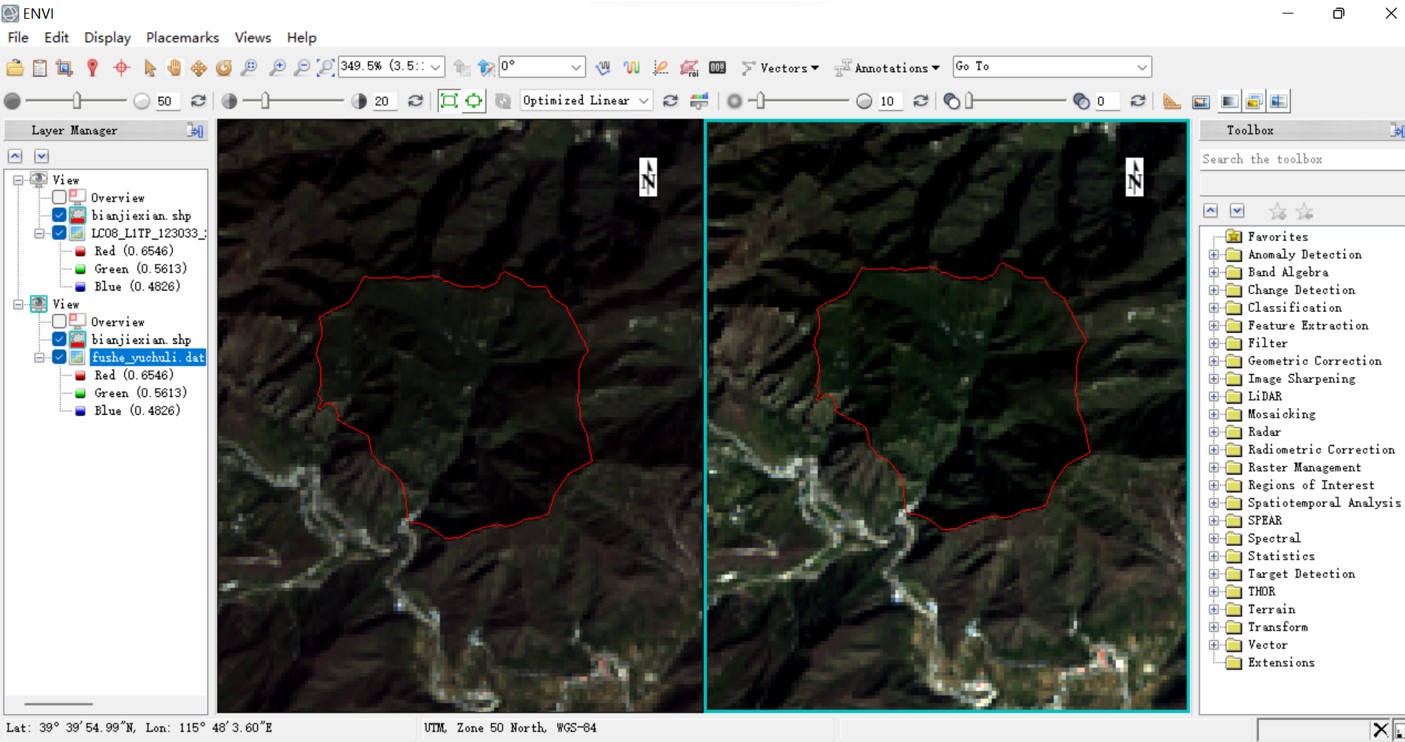 ENVI
File Edit Display Placemarks Views Help
349.5% (3.5:: 0° Vectors Annotations Go To
50 20 Optimized Linear 10 0
Layer Manager
View
Overview
bianjiexian.shp
LC08_L1TP_123033_
Red (0.6546)
Green (0.5613)
Blue (0.4826)
View
Overview
bianjiexian.shp
fushe_yuchuli.dat
Red (0.6546)
Green (0.5613)
Blue (0.4826)
N
N
Toolbox
Search the toolbox
Favorites
Anomaly Detection
Band Algebra
Change Detection
Classification
Feature Extraction
Filter
Geometric Correction
Image Sharpening
LiDAR
Mosaicking
Radar
Radiometric Correction
Raster Management
Regions of Interest
Spatiotemporal Analysis
SPEAR
Spectral
Statistics
Target Detection
THOR
Terrain
Transform
Vector
Extensions
Lat: 39° 39'54.99"N, Lon: 115° 48'3.60"E UTM, Zone 50 North, WGS-84